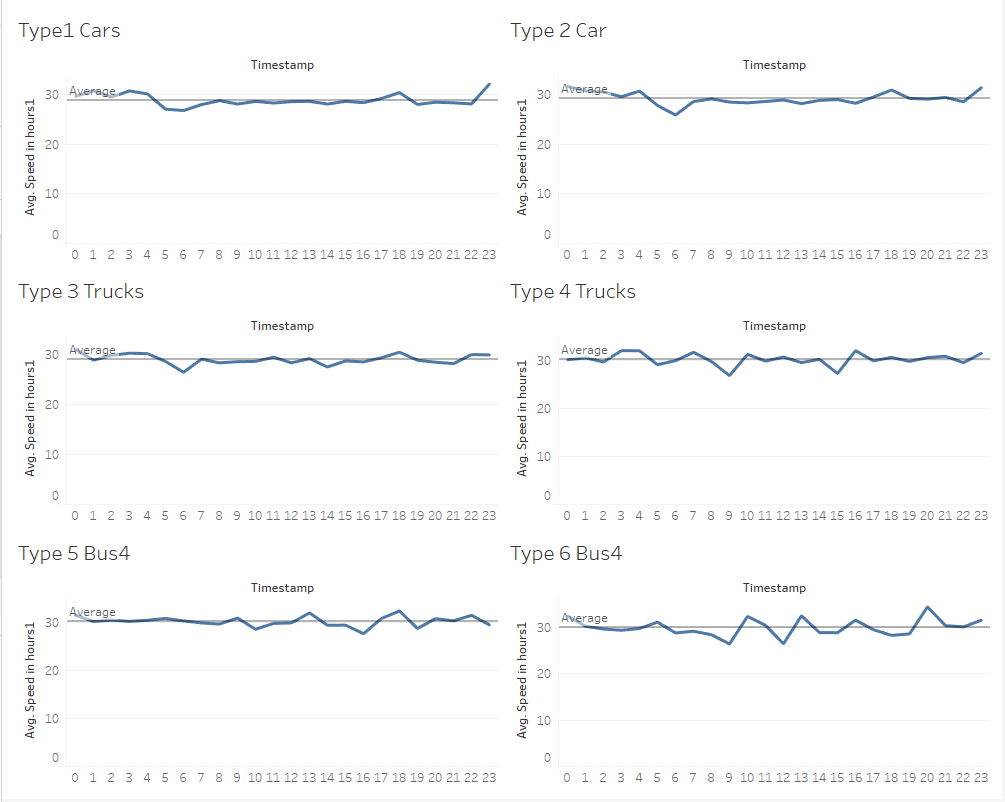 Type1 Cars
Timestamp
Average
Avg. Speed in hours1
30
20
10
0
0 1 2 3 4 5 6 7 8 9 10 11 12 13 14 15 16 17 18 19 20 21 22 23
Type 2 Car
Timestamp
Average
Avg. Speed in hours1
30
20
10
0
0 1 2 3 4 5 6 7 8 9 10 11 12 13 14 15 16 17 18 19 20 21 22 23
Type 3 Trucks
Timestamp
Average
Avg. Speed in hours1
30
20
10
0
0 1 2 3 4 5 6 7 8 9 10 11 12 13 14 15 16 17 18 19 20 21 22 23
Type 4 Trucks
Timestamp
Average
Avg. Speed in hours1
30
20
10
0
0 1 2 3 4 5 6 7 8 9 10 11 12 13 14 15 16 17 18 19 20 21 22 23
Type 5 Bus4
Timestamp
Average
Avg. Speed in hours1
30
20
10
0
0 1 2 3 4 5 6 7 8 9 10 11 12 13 14 15 16 17 18 19 20 21 22 23
Type 6 Bus4
Timestamp
Average
Avg. Speed in hours1
30
20
10
0
0 1 2 3 4 5 6 7 8 9 10 11 12 13 14 15 16 17 18 19 20 21 22 23